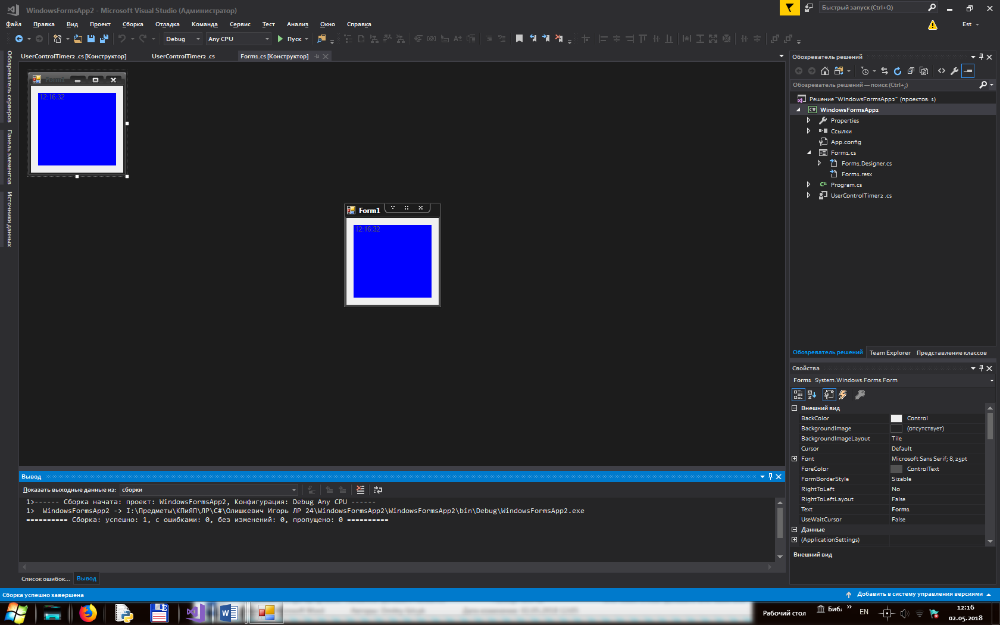 WindowsFormsApp2 - Microsoft Visual Studio (Администратор)
Быстрый запуск (Ctrl+Q)
Файл Правка Вид Проект Сборка Отладка Команда Сервис Тест Анализ Окно Справка
Est
Debug Any CPU Пуск
Обозреватель серверов
Панель элементов
Источники данных
UserControlTimer2 .cs [Конструктор] UserControlTimer2 .cs Form1.cs [Конструктор]
Form1
12:16:32
Form1
12:16:32
Обозреватель решений
Обозреватель решений — поиск (Ctrl+;)
Решение "WindowsFormsApp2" (проектов: 1)
C# WindowsFormsApp2
Properties
Ссылки
App.config
Form1.cs
Form1.Designer.cs
Form1.resx
C# Program.cs
UserControlTimer2 .cs
Обозреватель решений Team Explorer Представление классов
Свойства
Form1 System.Windows.Forms.Form
Внешний вид
BackColor Control
BackgroundImage (отсутствует)
BackgroundImageLayout Tile
Cursor Default
Font Microsoft Sans Serif; 8,25pt
ForeColor ControlText
FormBorderStyle Sizable
RightToLeft No
RightToLeftLayout False
Text Form1
UseWaitCursor False
Данные
(ApplicationSettings)
Внешний вид
Вывод
Показать выходные данные из: сборки
1>------ Сборка начата: проект: WindowsFormsApp2, Конфигурация: Debug Any CPU ------
1> WindowsFormsApp2 -> I:\Предметы\КПиЯП\ЛР\C#\Олишкевич Игорь ЛР 24\WindowsFormsApp2\WindowsFormsApp2\bin\Debug\WindowsFormsApp2.exe
========== Сборка: успешно: 1, с ошибками: 0, без изменений: 0, пропущено: 0 ==========
Список ошибок... Вывод
Сборка успешно завершена
Добавить в систему управления версиями
Рабочий стол
Биб. »
EN
12:16
02.05.2018